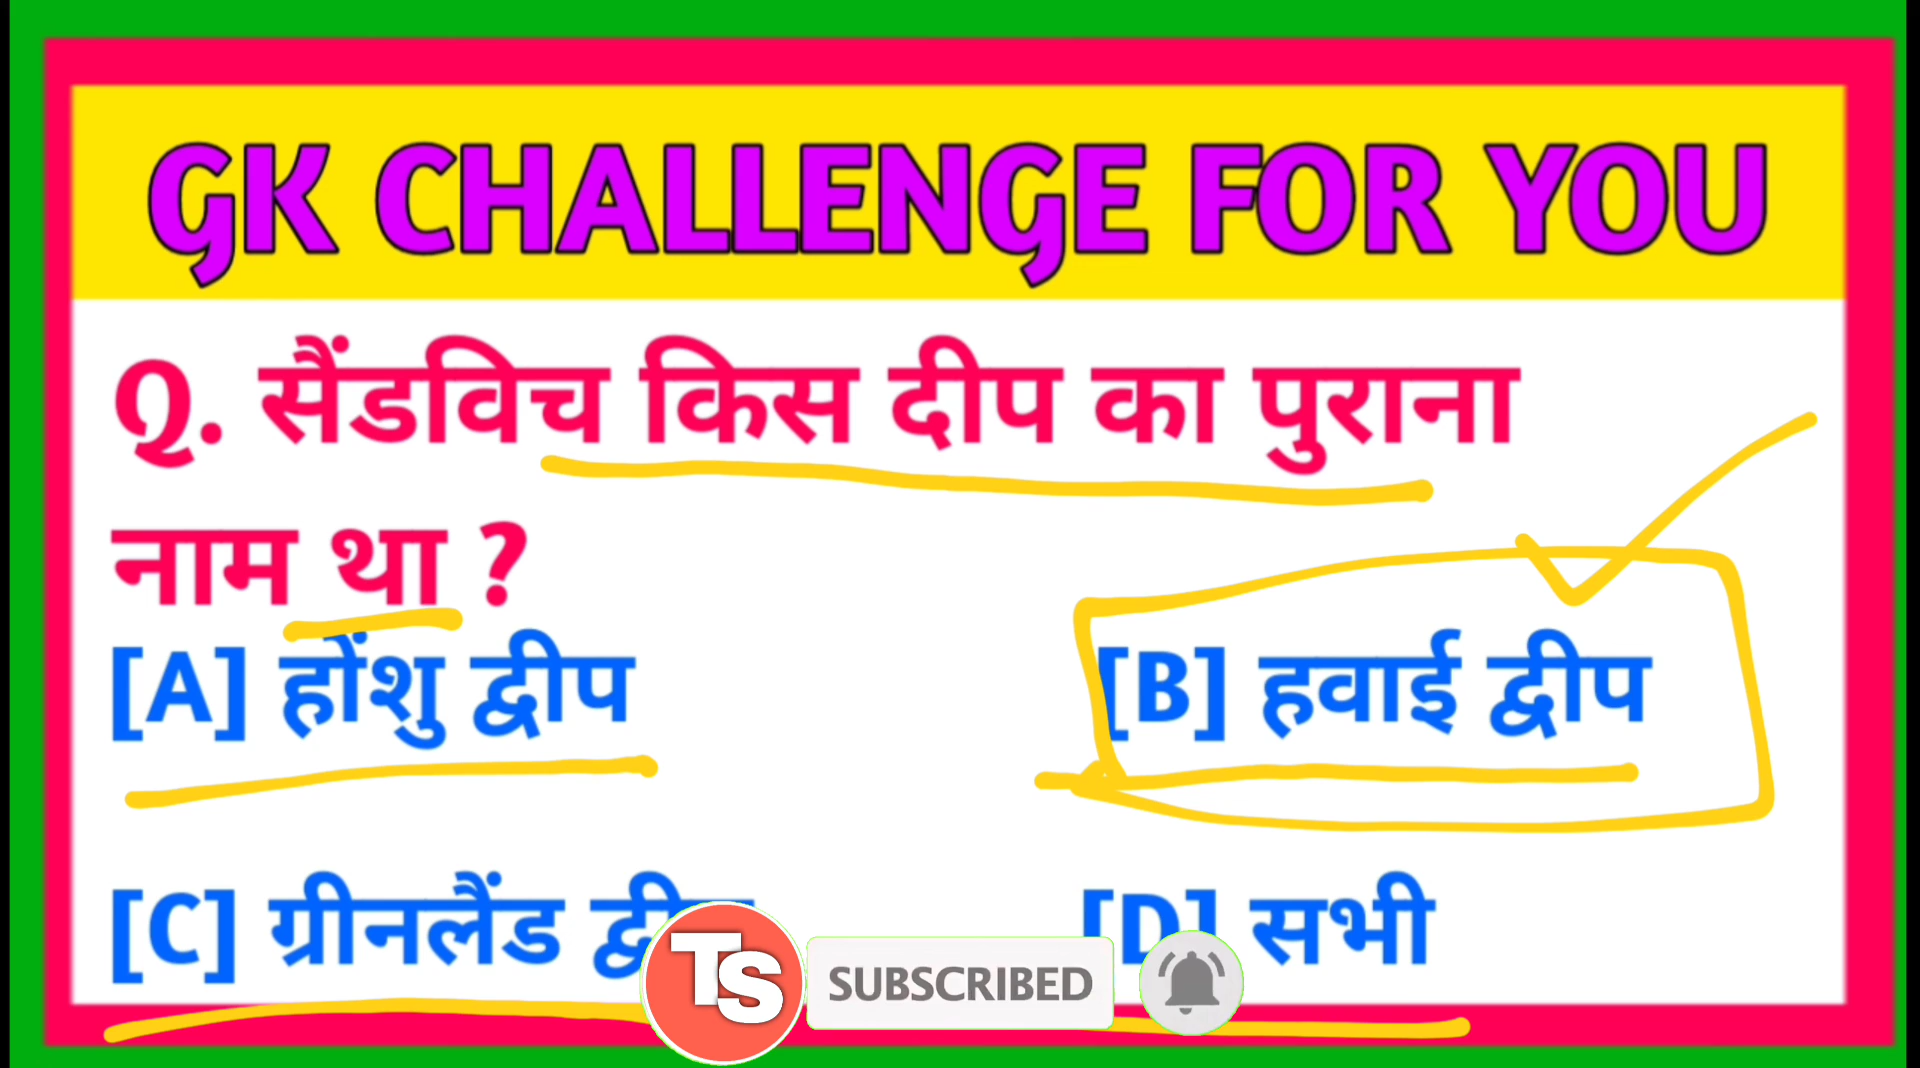 GK CHALLENGE FOR YOU
Q. सैंडविच किस दीप का पुराना
नाम था ?
[A] होंशु द्वीप [B] हवाई द्वीप
[C] ग्रीनलैंड द्वीप [D] सभी
TS SUBSCRIBED